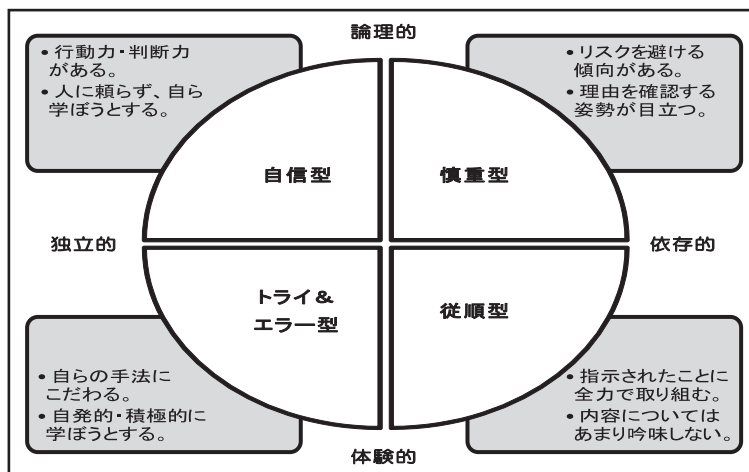 論理的
• 行動力・判断力
がある。
• 人に頼らず、自ら
学ぼうとする。
• リスクを避ける
傾向がある。
• 理由を確認する
姿勢が目立つ。
自信型
慎重型
独立的
依存的
トライ＆
エラー型
従順型
• 自らの手法に
こだわる。
• 自発的・積極的に
学ぼうとする。
• 指示されたことに
全力で取り組む。
• 内容については
あまり吟味しない。
体験的